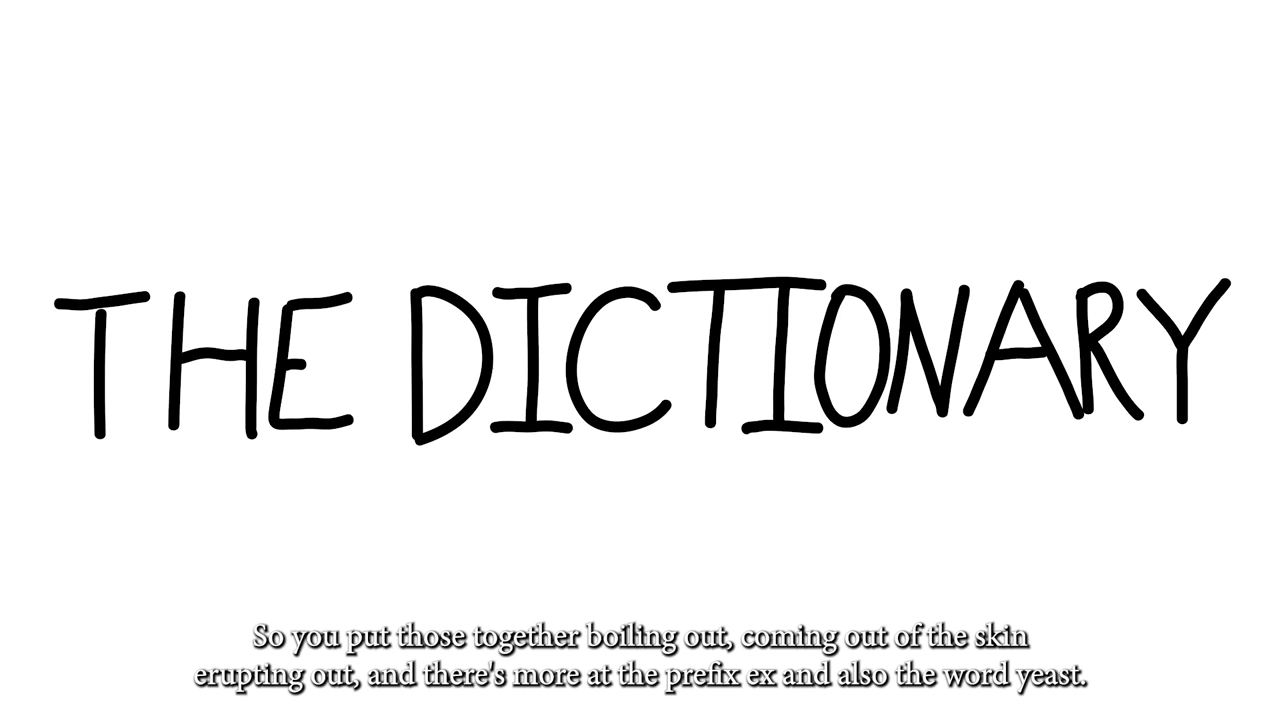 THE DICTIONARY
So you put those together boiling out, coming out of the skin
erupting out, and there's more at the prefix ex and also the word yeast.